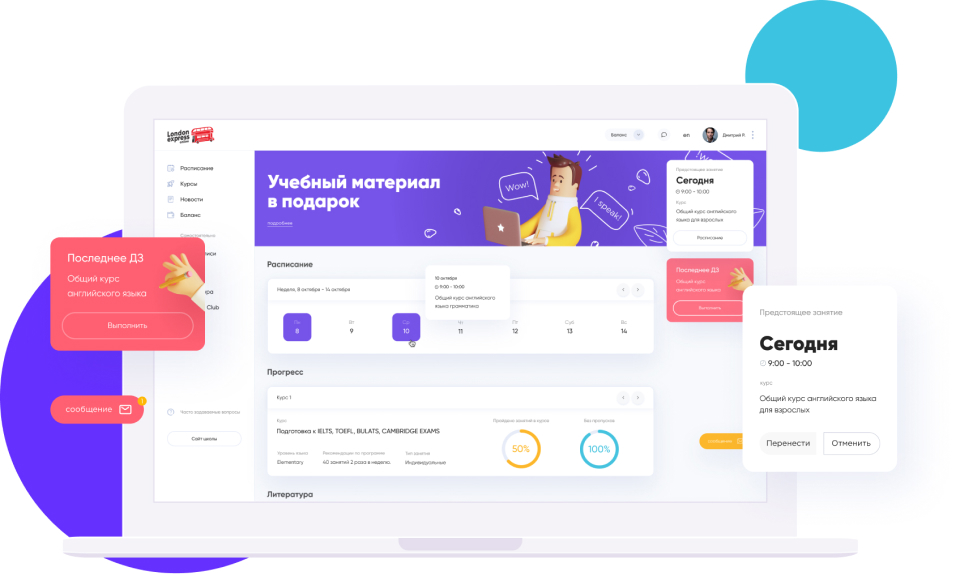 London
express
Баланс
en
Дмитрий Р.
Расписание
Курсы
Новости
Баланс
Самостоятельно
Club
Часто задаваемые вопросы
Сайт школы
Учебный материал
в подарок
подробнее
Wow!
I speak!
Предстоящее занятие
Сегодня
9:00 - 10:00
Курс
Общий курс английского
языка для взрослых
Расписание
Последнее ДЗ
Общий курс
английского языка
Выполнить
сообщение
1
Расписание
Неделя, 8 октября - 14 октября
10 октября
9:00 - 10:00
Общий курс английского
языка грамматика
Пн Вт Ср Чт Пт Суб Вс
8 9 10 11 12 13 14
Последнее ДЗ
Общий курс
английского языка
Выполнить
Прогресс
Курс 1
Курс
Подготовка к IELTS, TOEFL, BULATS, CAMBRIDGE EXAMS
Уровень языка Рекомендации по программе Тип занятия
Elementary 40 занятий 2 раза в неделю Индивидуальные
Пройдено занятий в курсе
50%
Без пропусков
100%
сообщение
Литература
Предстоящее занятие
Сегодня
9:00 - 10:00
курс
Общий курс английского языка
для взрослых
Перенести
Отменить